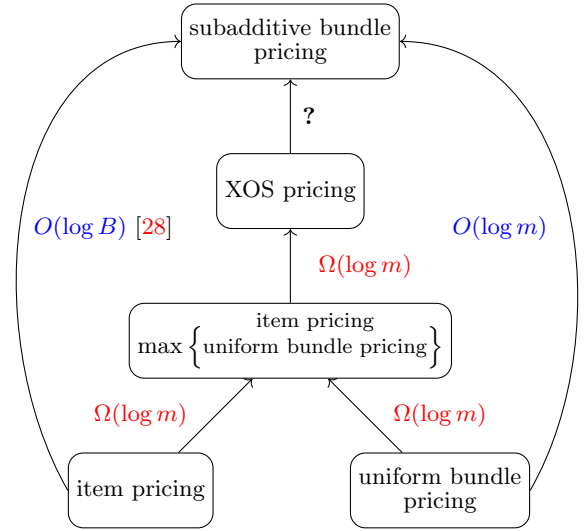 subadditive bundle
pricing
?
XOS pricing
O(log B) [28]
O(log m)
Ω(log m)
item pricing
max { uniform bundle pricing }
Ω(log m)
Ω(log m)
item pricing
uniform bundle
pricing